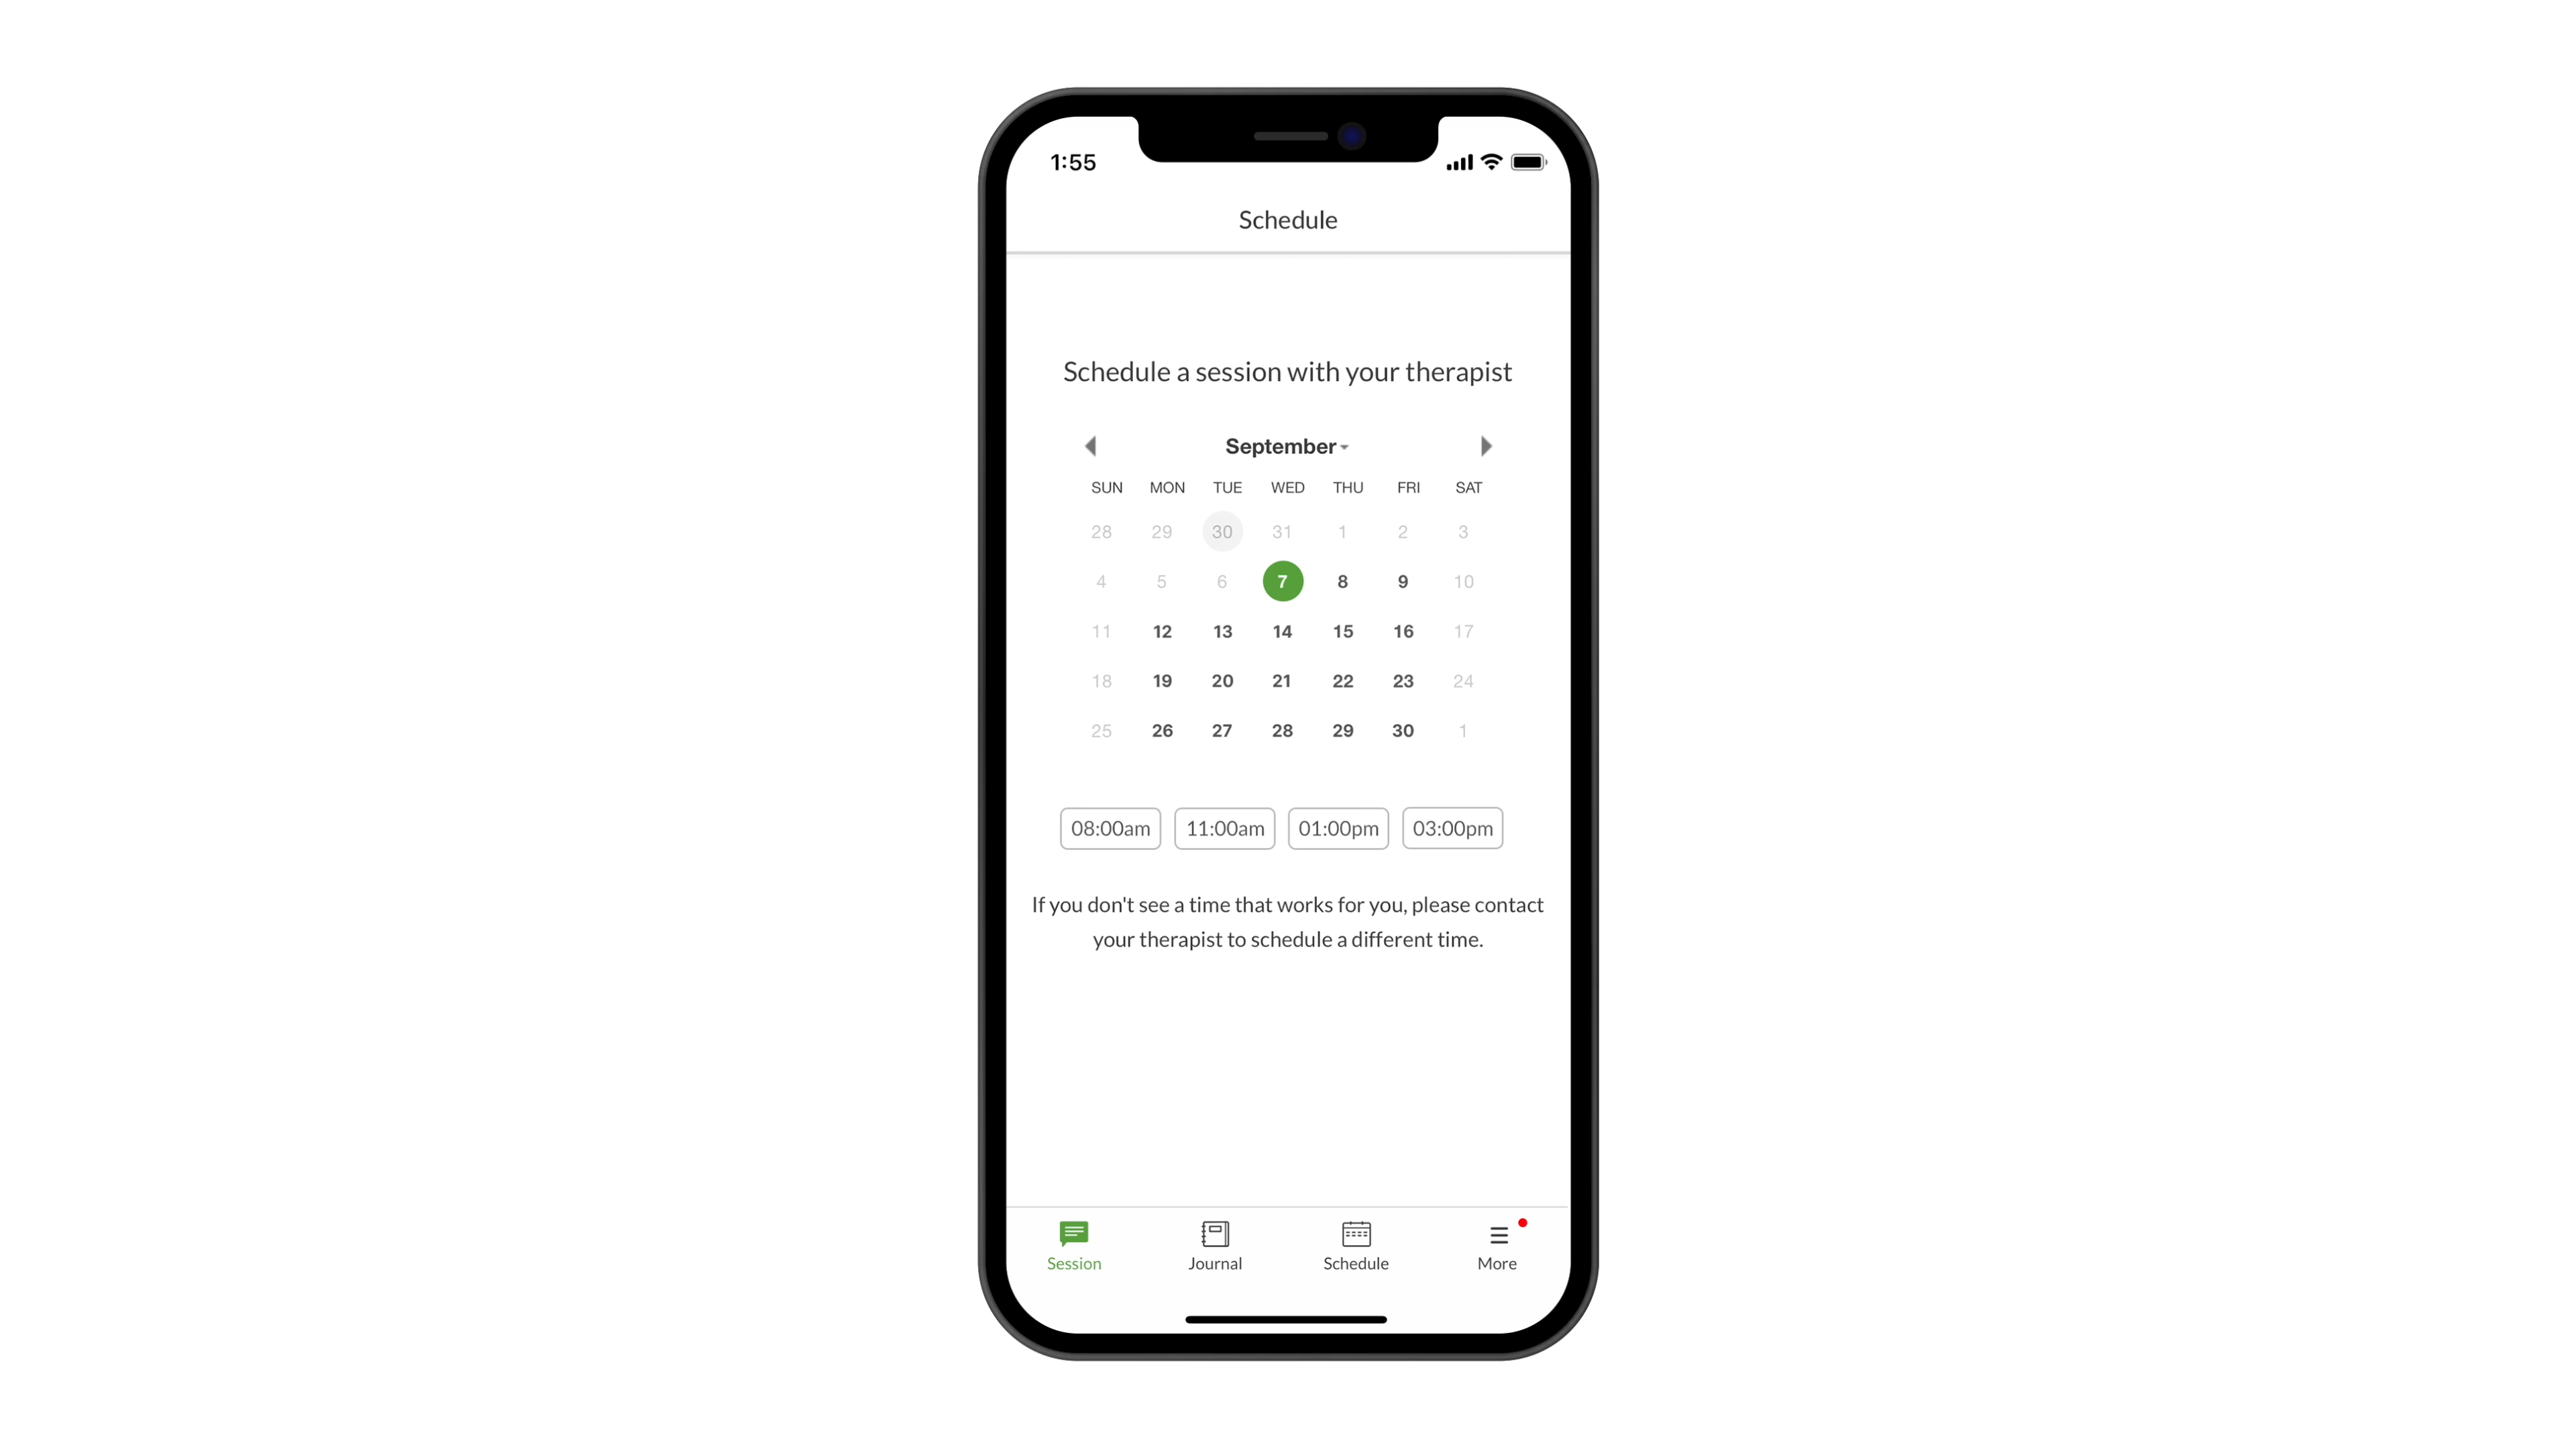 1:55
Schedule
Schedule a session with your therapist
September
SUN MON TUE WED THU FRI SAT
28 29 30 31 1 2 3
4 5 6 7 8 9 10
11 12 13 14 15 16 17
18 19 20 21 22 23 24
25 26 27 28 29 30 1
08:00am 11:00am 01:00pm 03:00pm
If you don't see a time that works for you, please contact
your therapist to schedule a different time.
Session Journal Schedule More